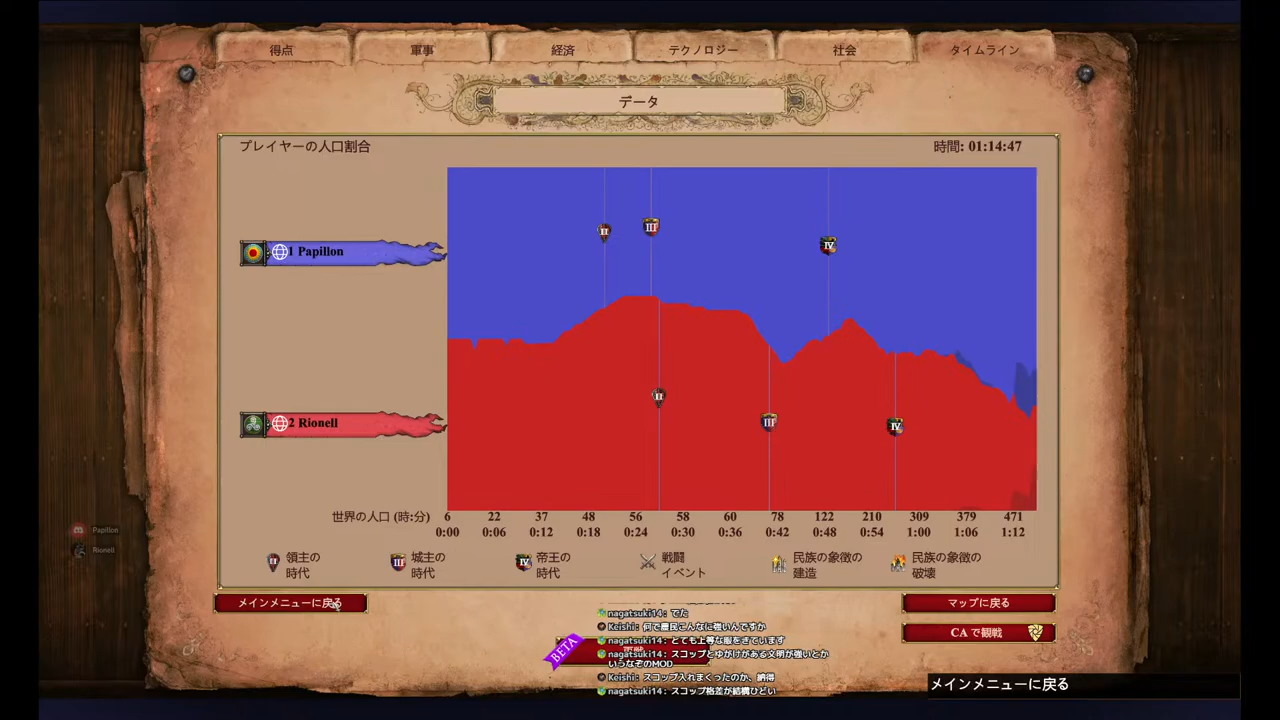 得点 軍事 経済 テクノロジー 社会 タイムライン
データ
プレイヤーの人口割合 時間: 01:14:47
II III IV
1 Papillon
II III IV
2 Rionell
世界の人口 (時:分) 6 22 37 48 56 58 60 78 122 210 309 379 471
0:00 0:06 0:12 0:18 0:24 0:30 0:36 0:42 0:48 0:54 1:00 1:06 1:12
Papillon
Rionell
II 領主の III 城主の IV 帝王の 戦闘 民族の象徴の 民族の象徴の
時代 時代 時代 イベント 建造 破壊
メインメニューに戻る マップに戻る
CA で観戦
BETA
nagatsuki14: でた
Keishi: 何で農民こんなに強いんですか
nagatsuki14: とても上等な服をきています
nagatsuki14: スコップとゆがけがある文明が強いとか
いうなぞのMOD
Keishi: スコップ入れまくったのか、納得
nagatsuki14: スコップ格差が結構ひどい
メインメニューに戻る